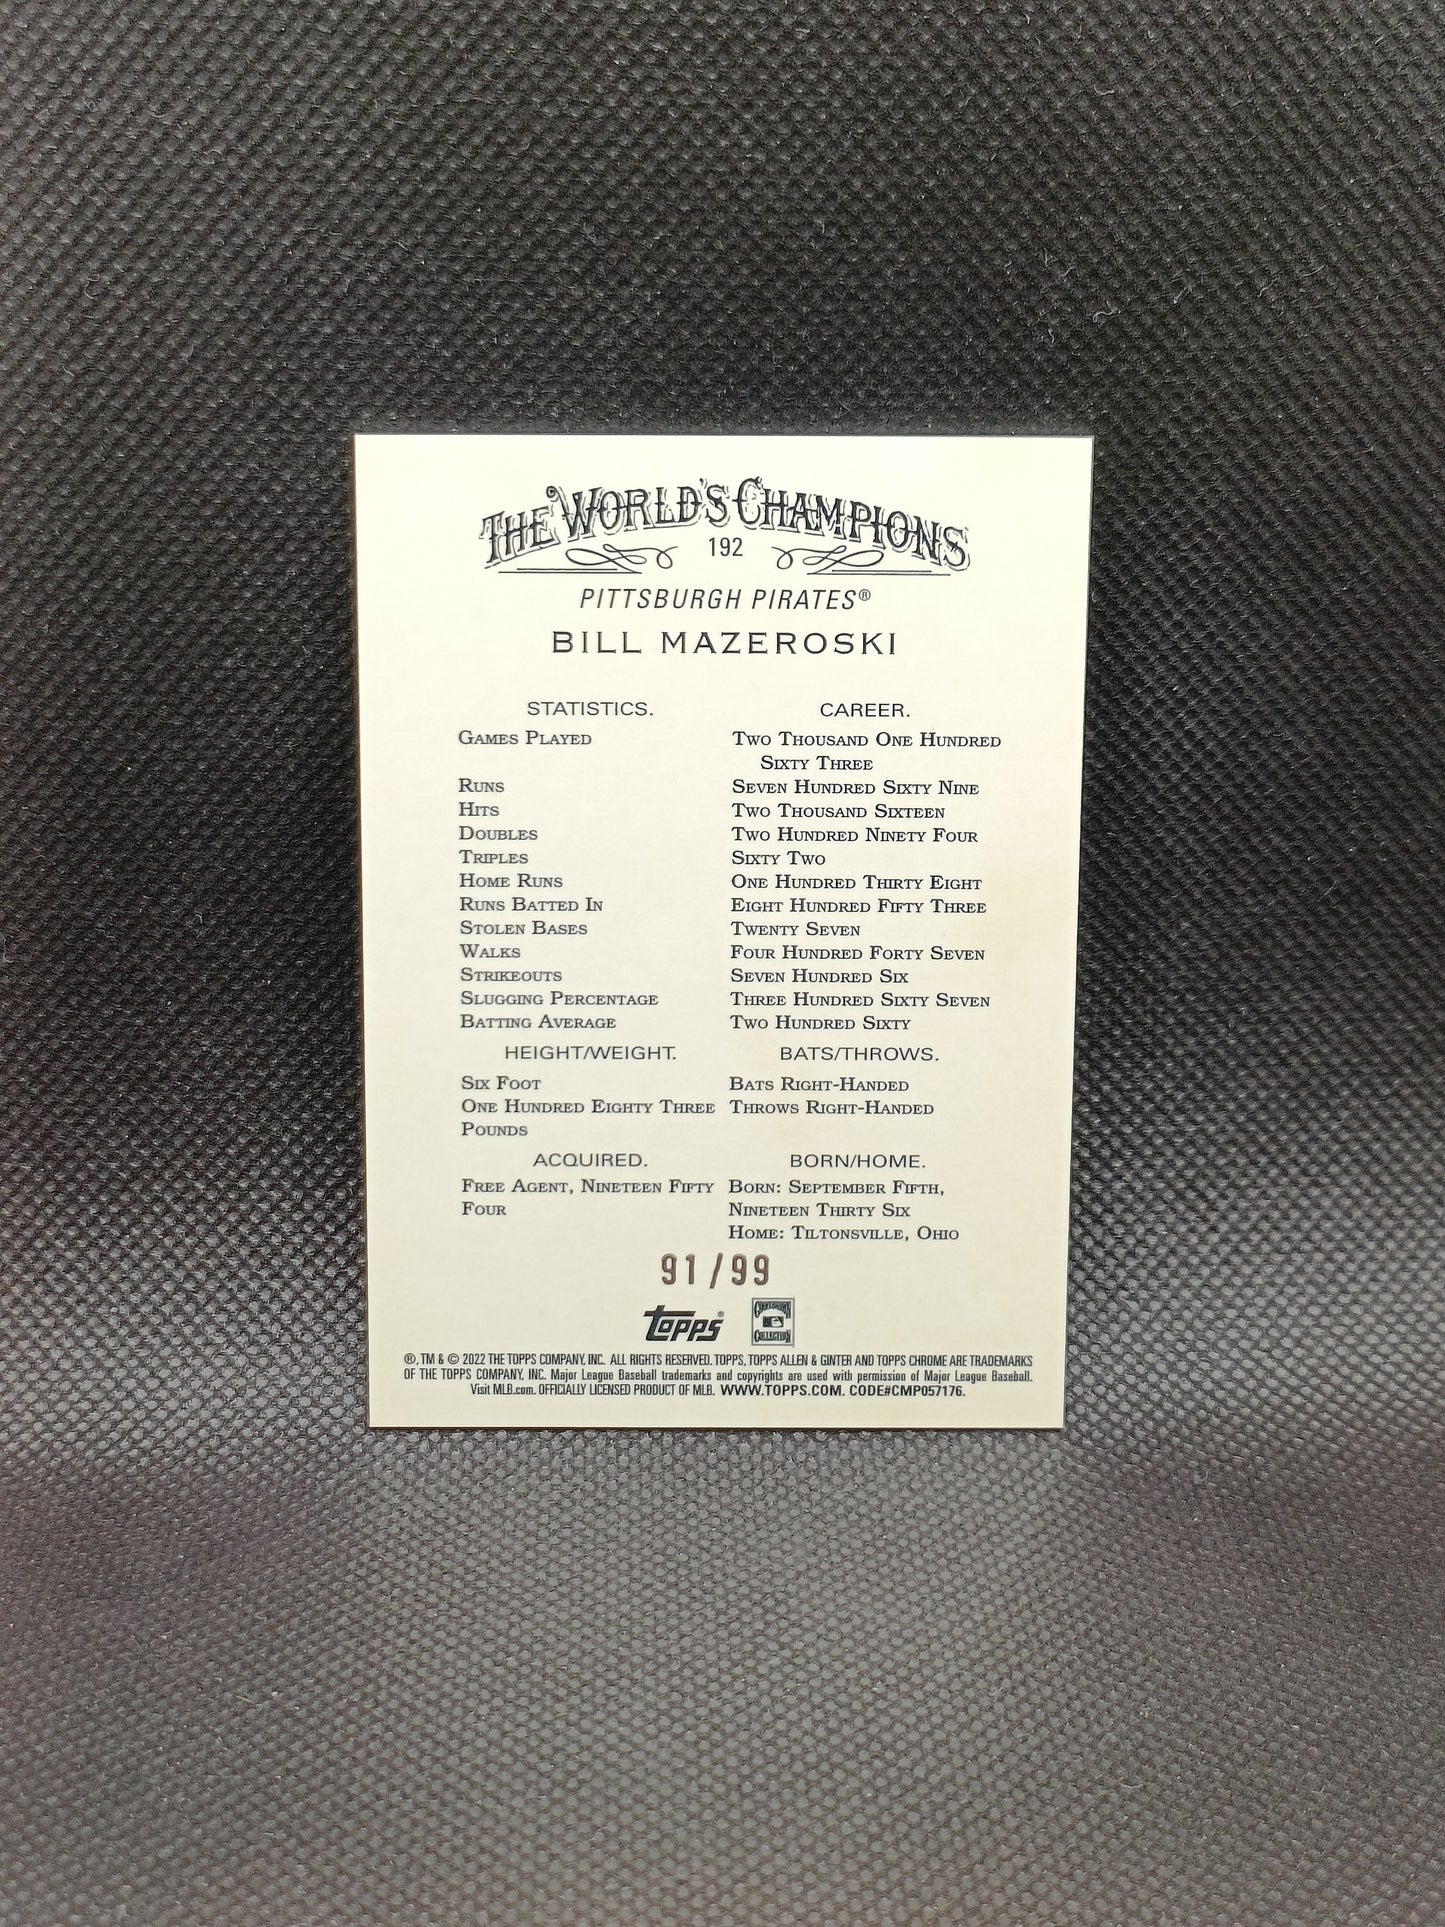 THE WORLD'S CHAMPIONS
192
PITTSBURGH PIRATES®
BILL MAZEROSKI
STATISTICS. CAREER.
GAMES PLAYED TWO THOUSAND ONE HUNDRED
SIXTY THREE
RUNS SEVEN HUNDRED SIXTY NINE
HITS TWO THOUSAND SIXTEEN
DOUBLES TWO HUNDRED NINETY FOUR
TRIPLES SIXTY TWO
HOME RUNS ONE HUNDRED THIRTY EIGHT
RUNS BATTED IN EIGHT HUNDRED FIFTY THREE
STOLEN BASES TWENTY SEVEN
WALKS FOUR HUNDRED FORTY SEVEN
STRIKEOUTS SEVEN HUNDRED SIX
SLUGGING PERCENTAGE THREE HUNDRED SIXTY SEVEN
BATTING AVERAGE TWO HUNDRED SIXTY
HEIGHT/WEIGHT. BATS/THROWS.
SIX FOOT BATS RIGHT-HANDED
ONE HUNDRED EIGHTY THREE THROWS RIGHT-HANDED
POUNDS
ACQUIRED. BORN/HOME.
FREE AGENT, NINETEEN FIFTY BORN: SEPTEMBER FIFTH,
FOUR NINETEEN THIRTY SIX
HOME: TILTONSVILLE, OHIO
91/99
TOPPS® COOPERSTOWN COLLECTION
®, TM & © 2022 THE TOPPS COMPANY, INC. ALL RIGHTS RESERVED. TOPPS, TOPPS ALLEN & GINTER AND TOPPS CHROME ARE TRADEMARKS
OF THE TOPPS COMPANY, INC. Major League Baseball trademarks and copyrights are used with permission of Major League Baseball.
Visit MLB.com. OFFICIALLY LICENSED PRODUCT OF MLB. WWW.TOPPS.COM. CODE#CMP057176.